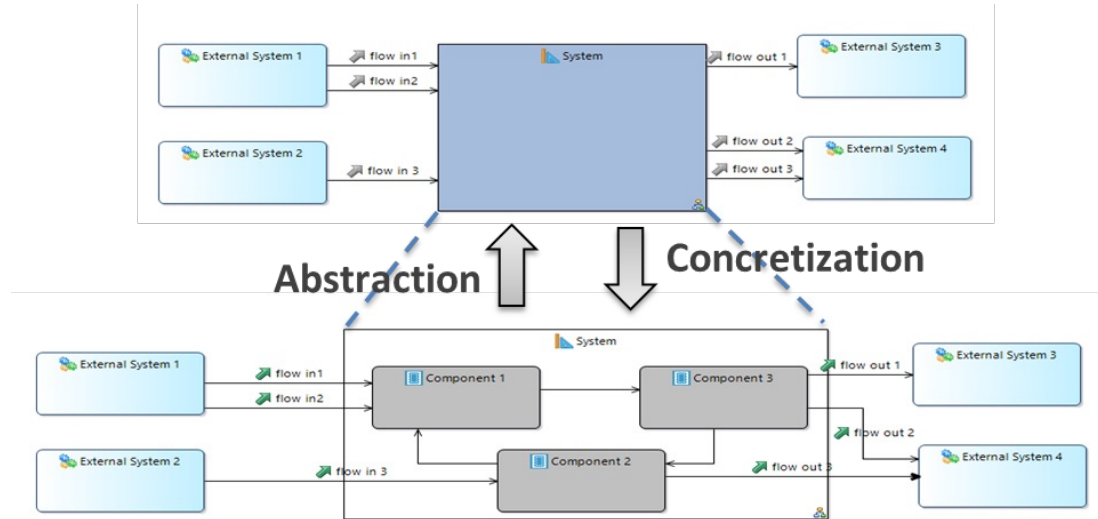 External System 1
flow in1
flow in2
System
flow out 1
External System 3
External System 2
flow in 3
flow out 2
flow out 3
External System 4
Abstraction
Concretization
External System 1
flow in1
flow in2
System
Component 1
Component 3
flow out 1
External System 3
External System 2
flow in 3
Component 2
flow out 2
flow out 3
External System 4